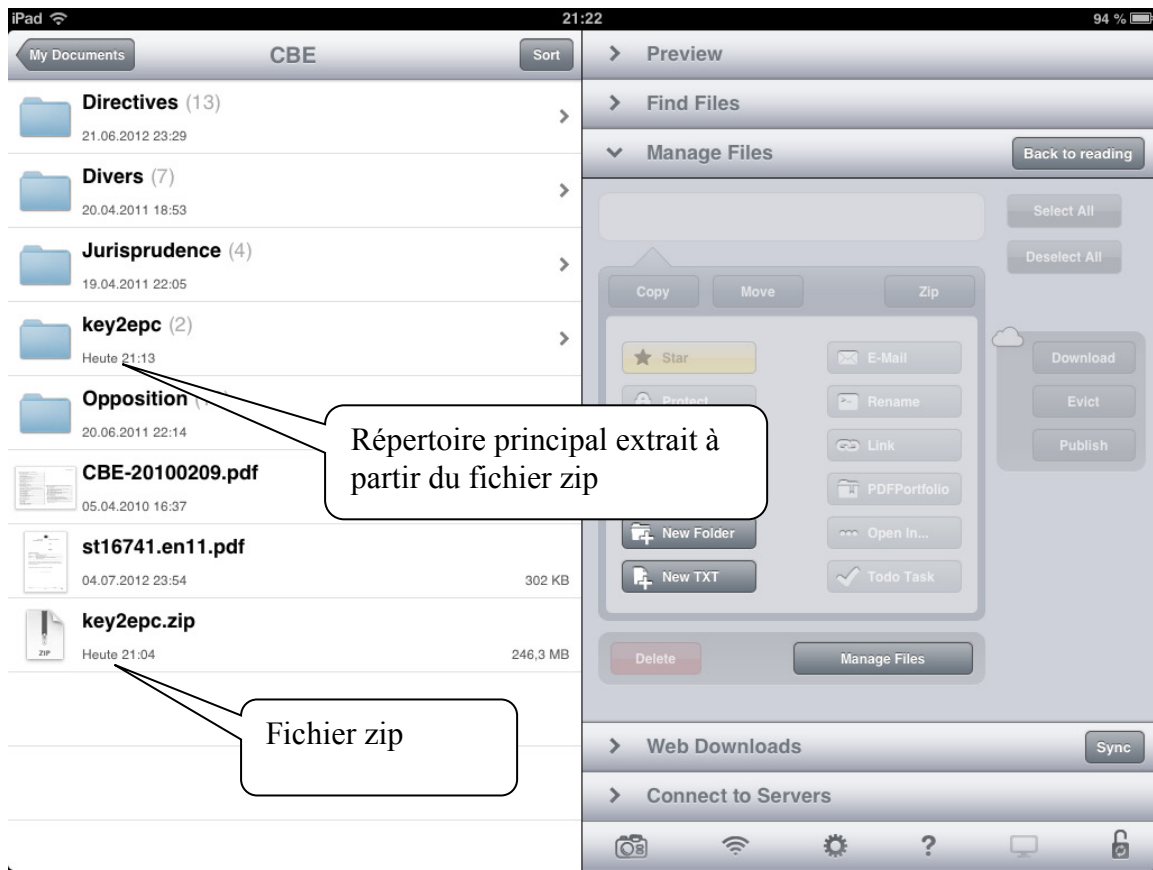 iPad 21:22 94 %
My Documents CBE Sort
Directives (13)
21.06.2012 23:29
Divers (7)
20.04.2011 18:53
Jurisprudence (4)
19.04.2011 22:05
key2epc (2)
Heute 21:13
Opposition
20.06.2011 22:14
CBE-20100209.pdf
05.04.2010 16:37
st16741.en11.pdf
04.07.2012 23:54 302 KB
key2epc.zip
ZIP
Heute 21:04 246,3 MB
Répertoire principal extrait à
partir du fichier zip
Fichier zip
Preview
Find Files
Manage Files Back to reading
Select All
Deselect All
Copy Move Zip
Star E-Mail Download
Protect Rename Evict
Link Publish
PDFPortfolio
New Folder Open In...
New TXT Todo Task
Delete Manage Files
Web Downloads Sync
Connect to Servers
?